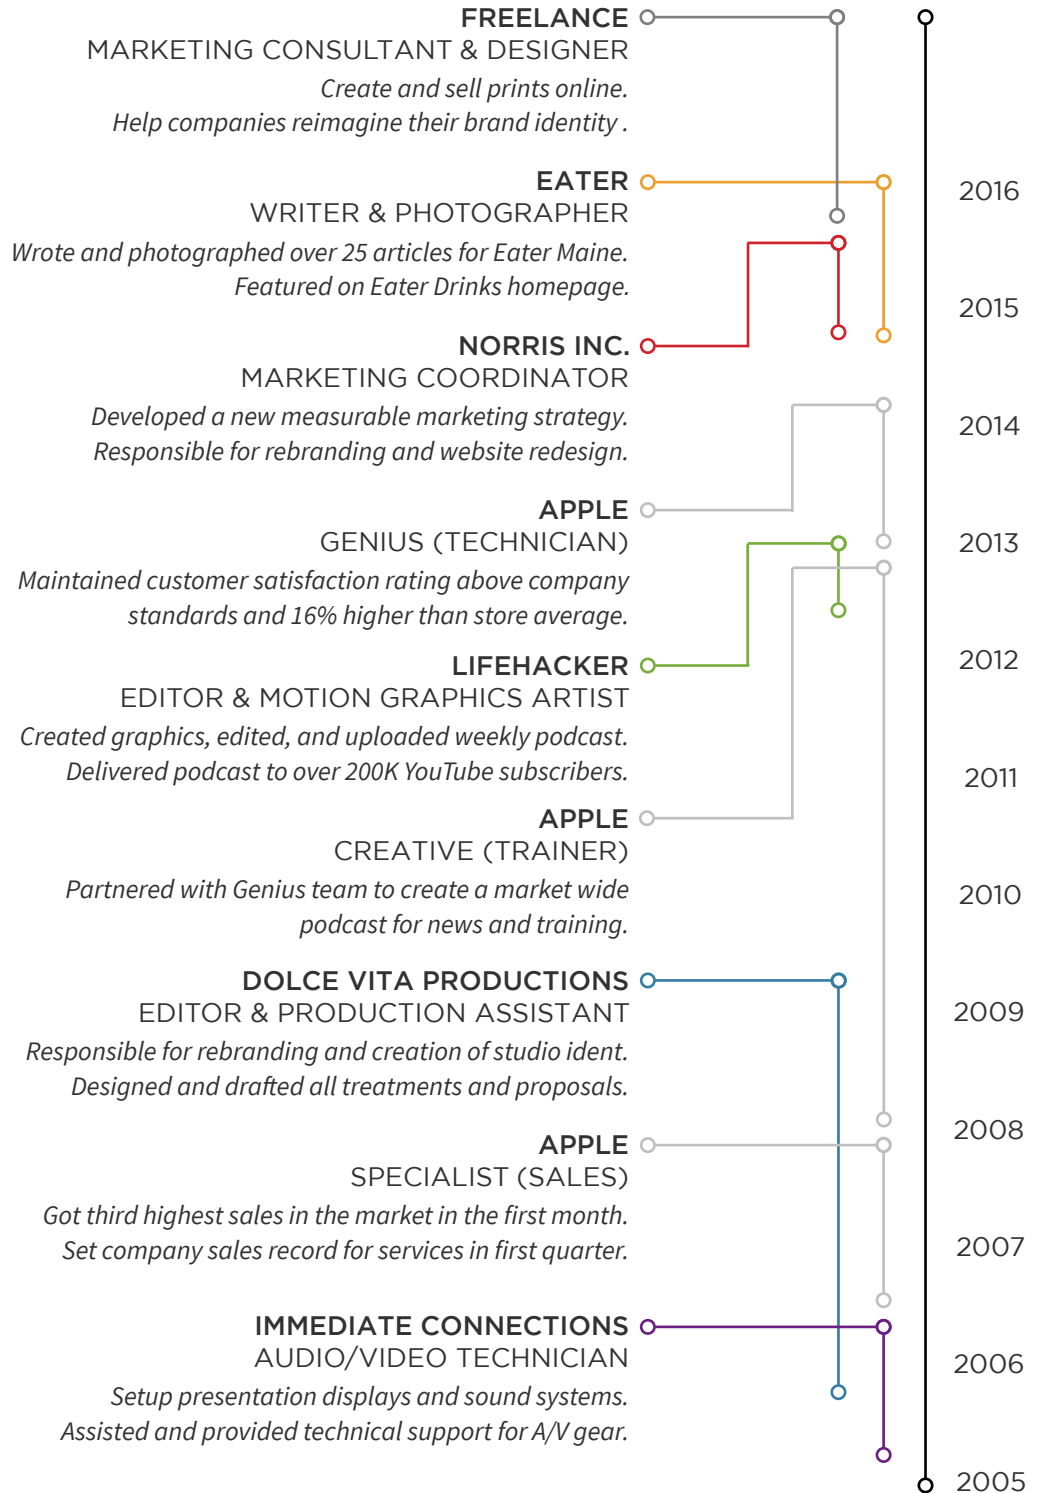 FREELANCE
MARKETING CONSULTANT & DESIGNER
Create and sell prints online.
Help companies reimagine their brand identity .
EATER
WRITER & PHOTOGRAPHER
Wrote and photographed over 25 articles for Eater Maine.
Featured on Eater Drinks homepage.
NORRIS INC.
MARKETING COORDINATOR
Developed a new measurable marketing strategy.
Responsible for rebranding and website redesign.
APPLE
GENIUS (TECHNICIAN)
Maintained customer satisfaction rating above company
standards and 16% higher than store average.
LIFEHACKER
EDITOR & MOTION GRAPHICS ARTIST
Created graphics, edited, and uploaded weekly podcast.
Delivered podcast to over 200K YouTube subscribers.
APPLE
CREATIVE (TRAINER)
Partnered with Genius team to create a market wide
podcast for news and training.
DOLCE VITA PRODUCTIONS
EDITOR & PRODUCTION ASSISTANT
Responsible for rebranding and creation of studio ident.
Designed and drafted all treatments and proposals.
APPLE
SPECIALIST (SALES)
Got third highest sales in the market in the first month.
Set company sales record for services in first quarter.
IMMEDIATE CONNECTIONS
AUDIO/VIDEO TECHNICIAN
Setup presentation displays and sound systems.
Assisted and provided technical support for A/V gear.
2016
2015
2014
2013
2012
2011
2010
2009
2008
2007
2006
2005